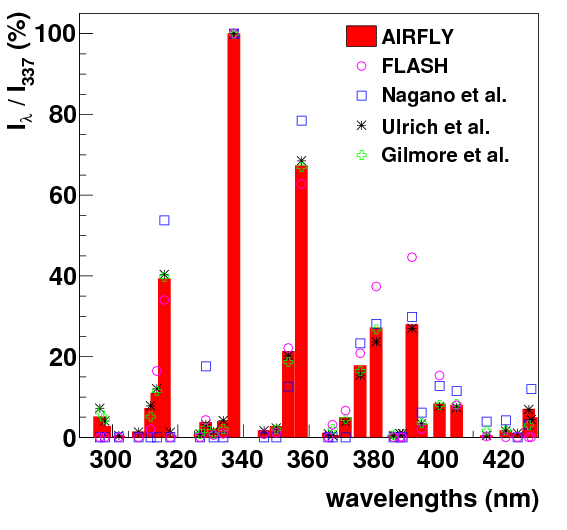 I_λ / I_337 (%)
100
80
60
40
20
0
AIRFLY
FLASH
Nagano et al.
Ulrich et al.
Gilmore et al.
300 320 340 360 380 400 420
wavelengths (nm)